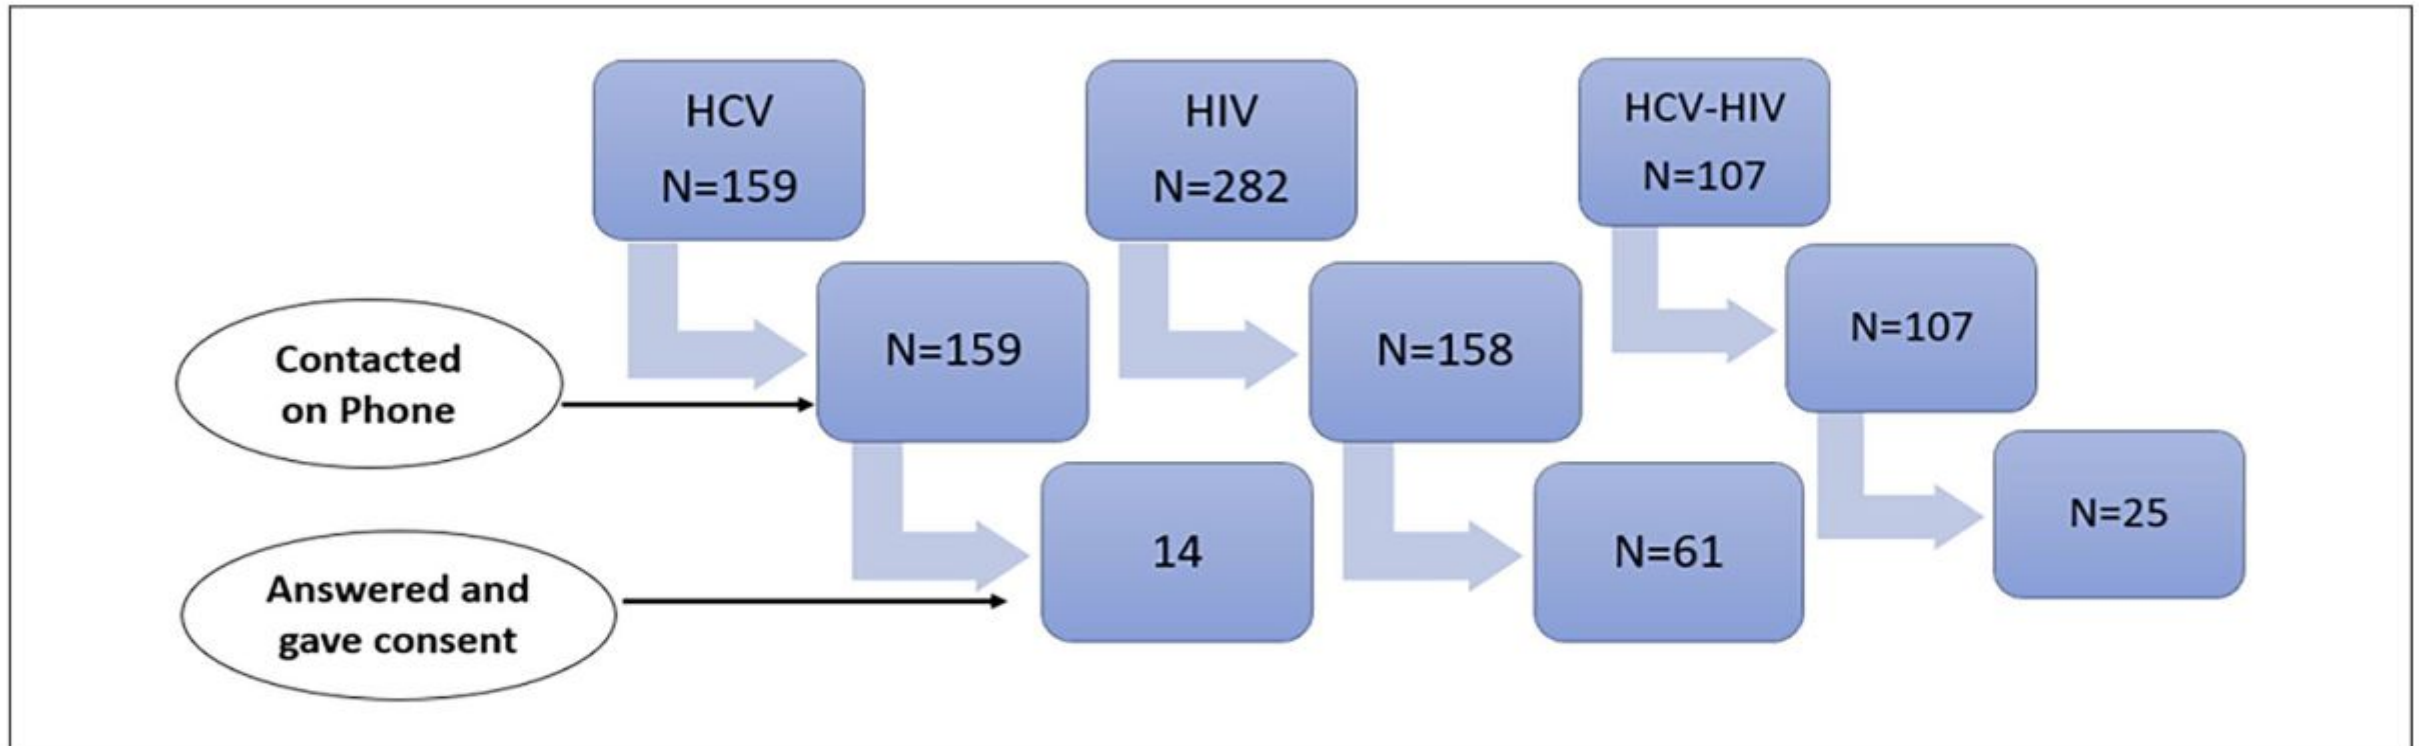 HCV
N=159
HIV
N=282
HCV-HIV
N=107
Contacted
on Phone
N=159
N=158
N=107
Answered and
gave consent
14
N=61
N=25